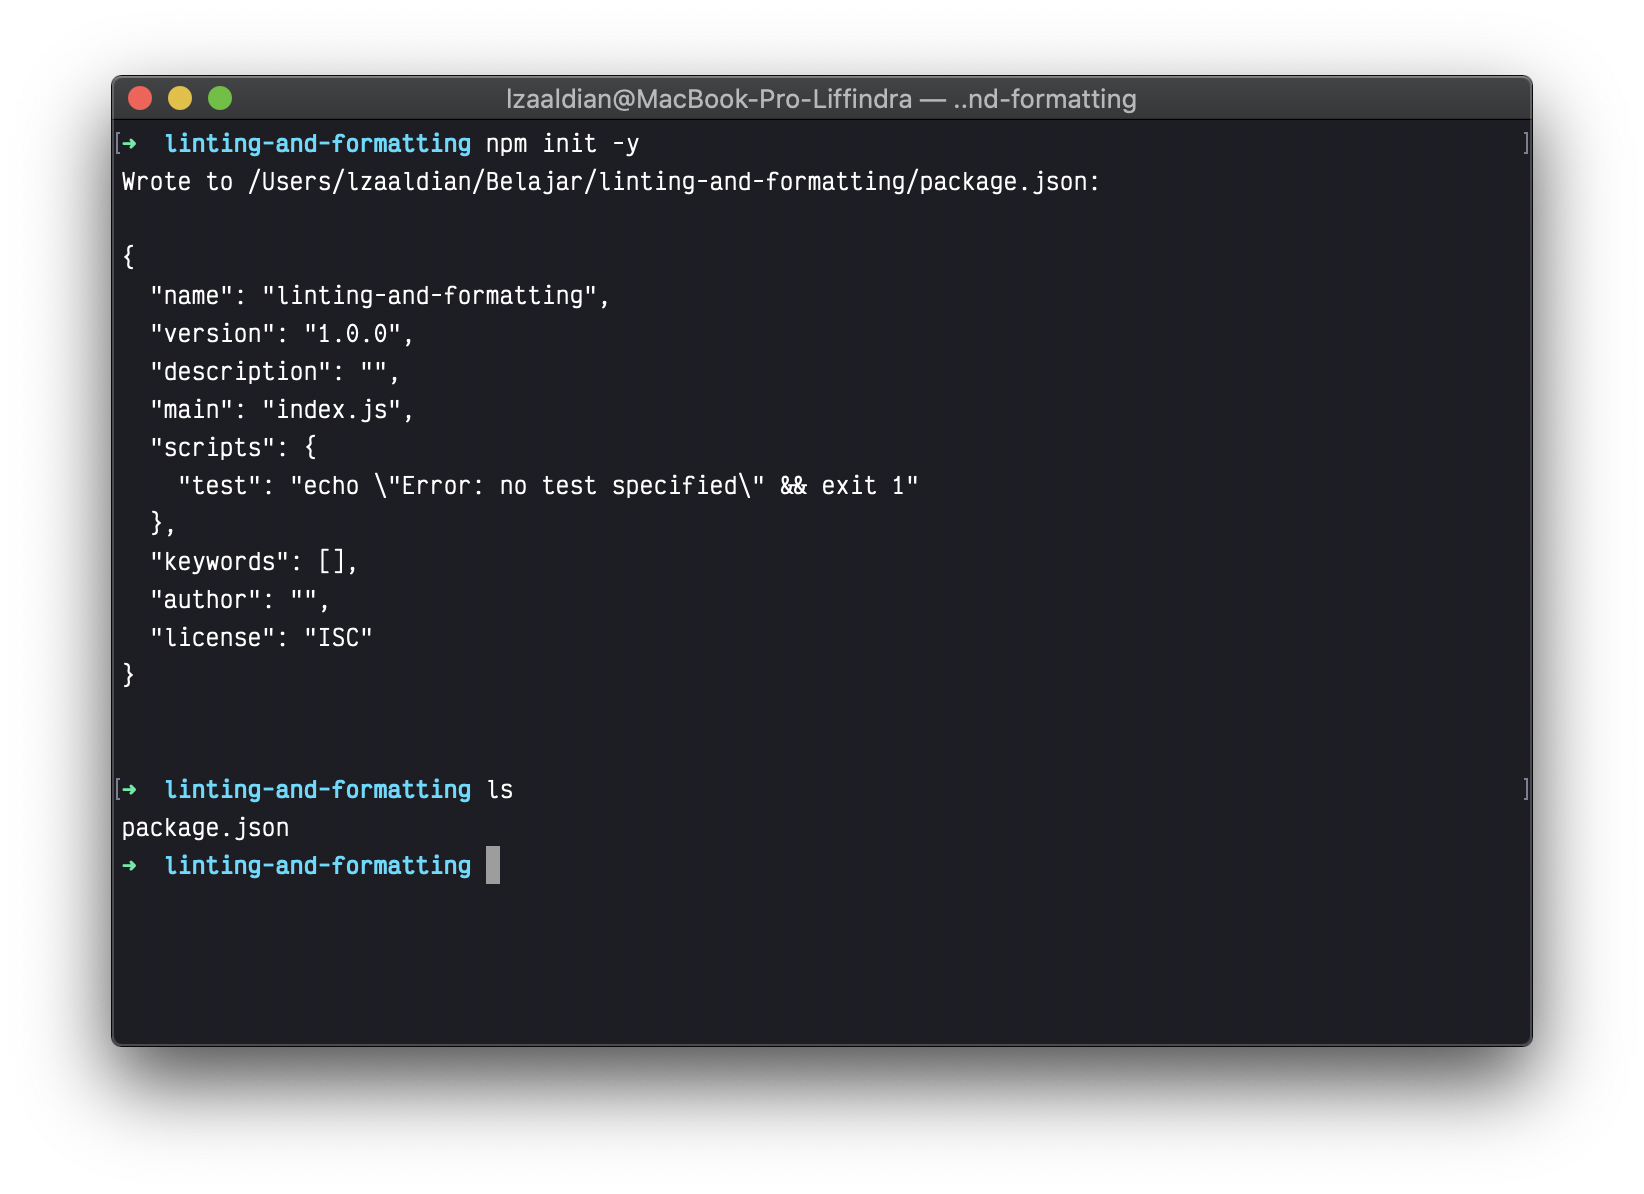 lzaaldian@MacBook-Pro-Liffindra — ..nd-formatting
[➜  linting-and-formatting npm init -y ]
Wrote to /Users/lzaaldian/Belajar/linting-and-formatting/package.json:

{
  "name": "linting-and-formatting",
  "version": "1.0.0",
  "description": "",
  "main": "index.js",
  "scripts": {
    "test": "echo \"Error: no test specified\" && exit 1"
  },
  "keywords": [],
  "author": "",
  "license": "ISC"
}

[➜  linting-and-formatting ls ]
package.json
➜  linting-and-formatting